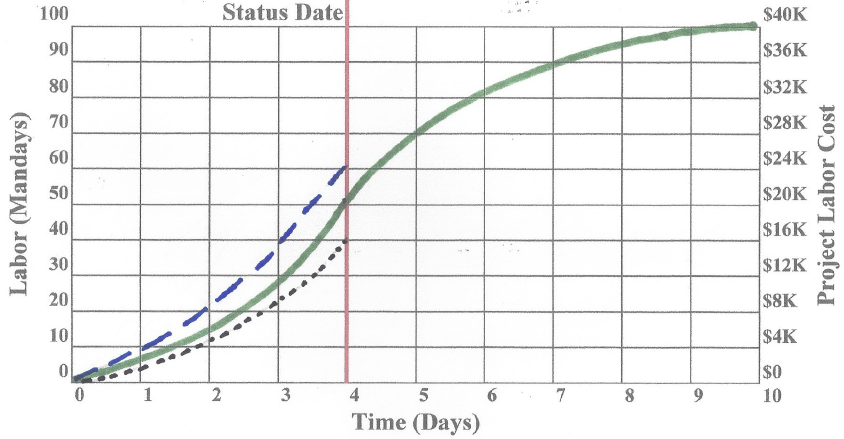 Status Date
100
90
80
70
60
50
40
30
20
10
0
Labor (Mandays)
$40K
$36K
$32K
$28K
$24K
$20K
$16K
$12K
$8K
$4K
$0
Project Labor Cost
0 1 2 3 4 5 6 7 8 9 10
Time (Days)